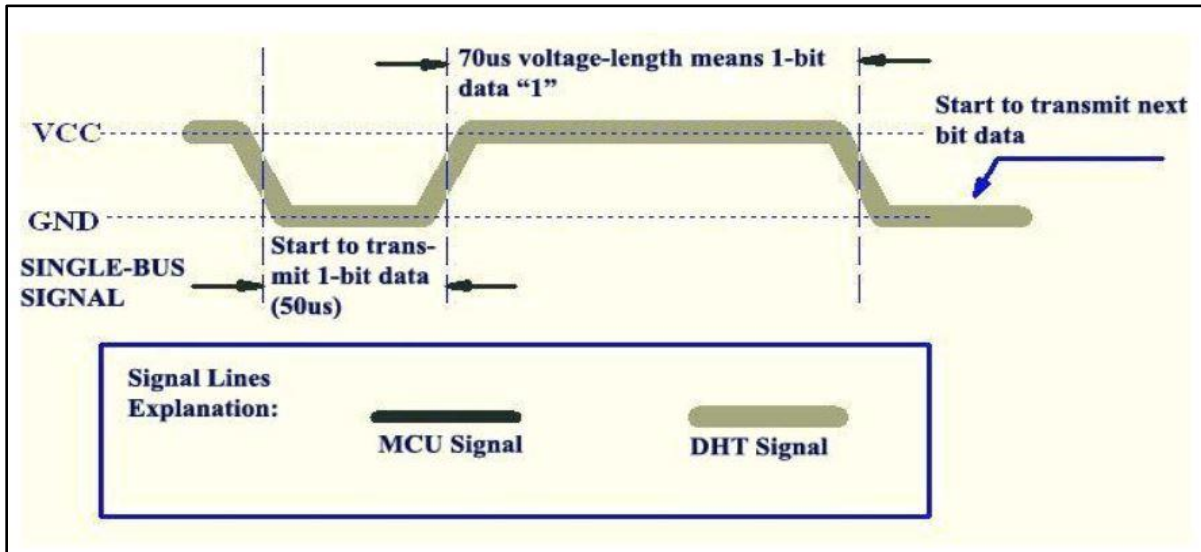 70us voltage-length means 1-bit
data “1”
Start to transmit next
bit data
VCC
GND
SINGLE-BUS
SIGNAL
Start to trans-
mit 1-bit data
(50us)
Signal Lines
Explanation:
MCU Signal
DHT Signal